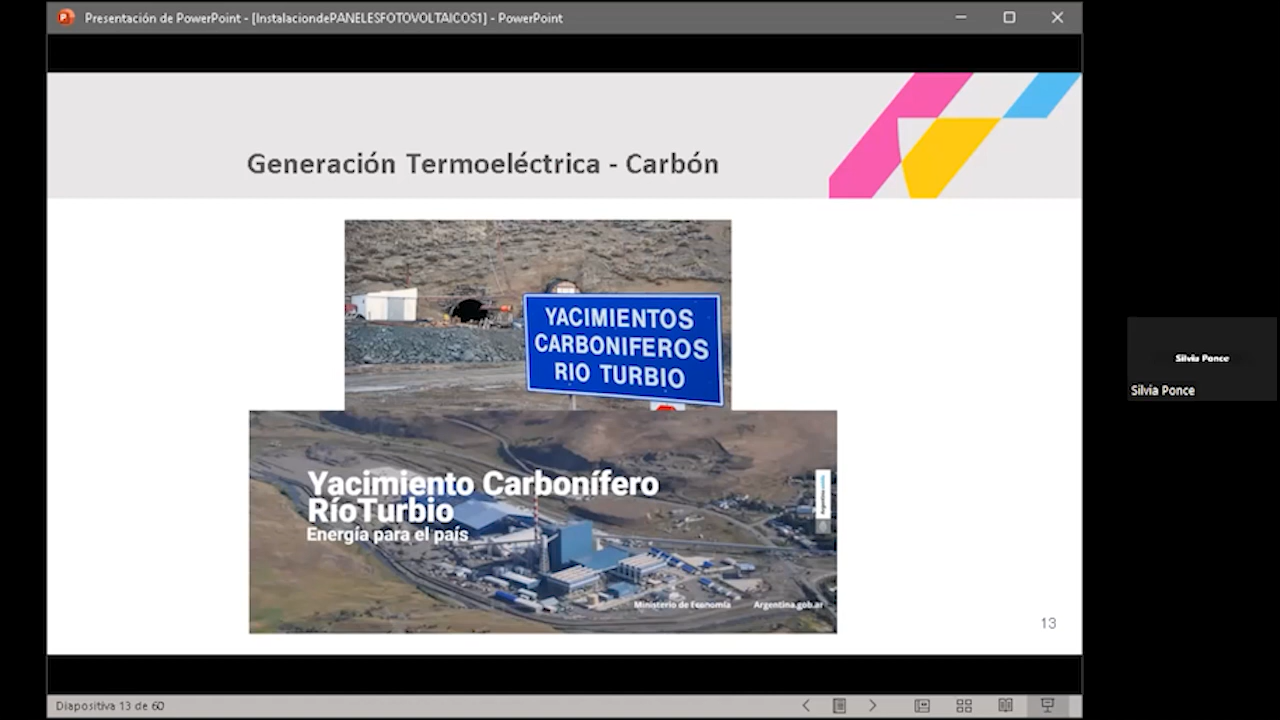 Presentación de PowerPoint - [InstalaciondePANELESFOTOVOLTAICOS1] - PowerPoint
Generación Termoeléctrica - Carbón
YACIMIENTOS
CARBONIFEROS
RIO TURBIO
Yacimiento Carbonífero
RíoTurbio
Energía para el país
Ministerio de Economía
Argentina.gob.ar
13
Silvia Ponce
Silvia Ponce
Diapositiva 13 de 60